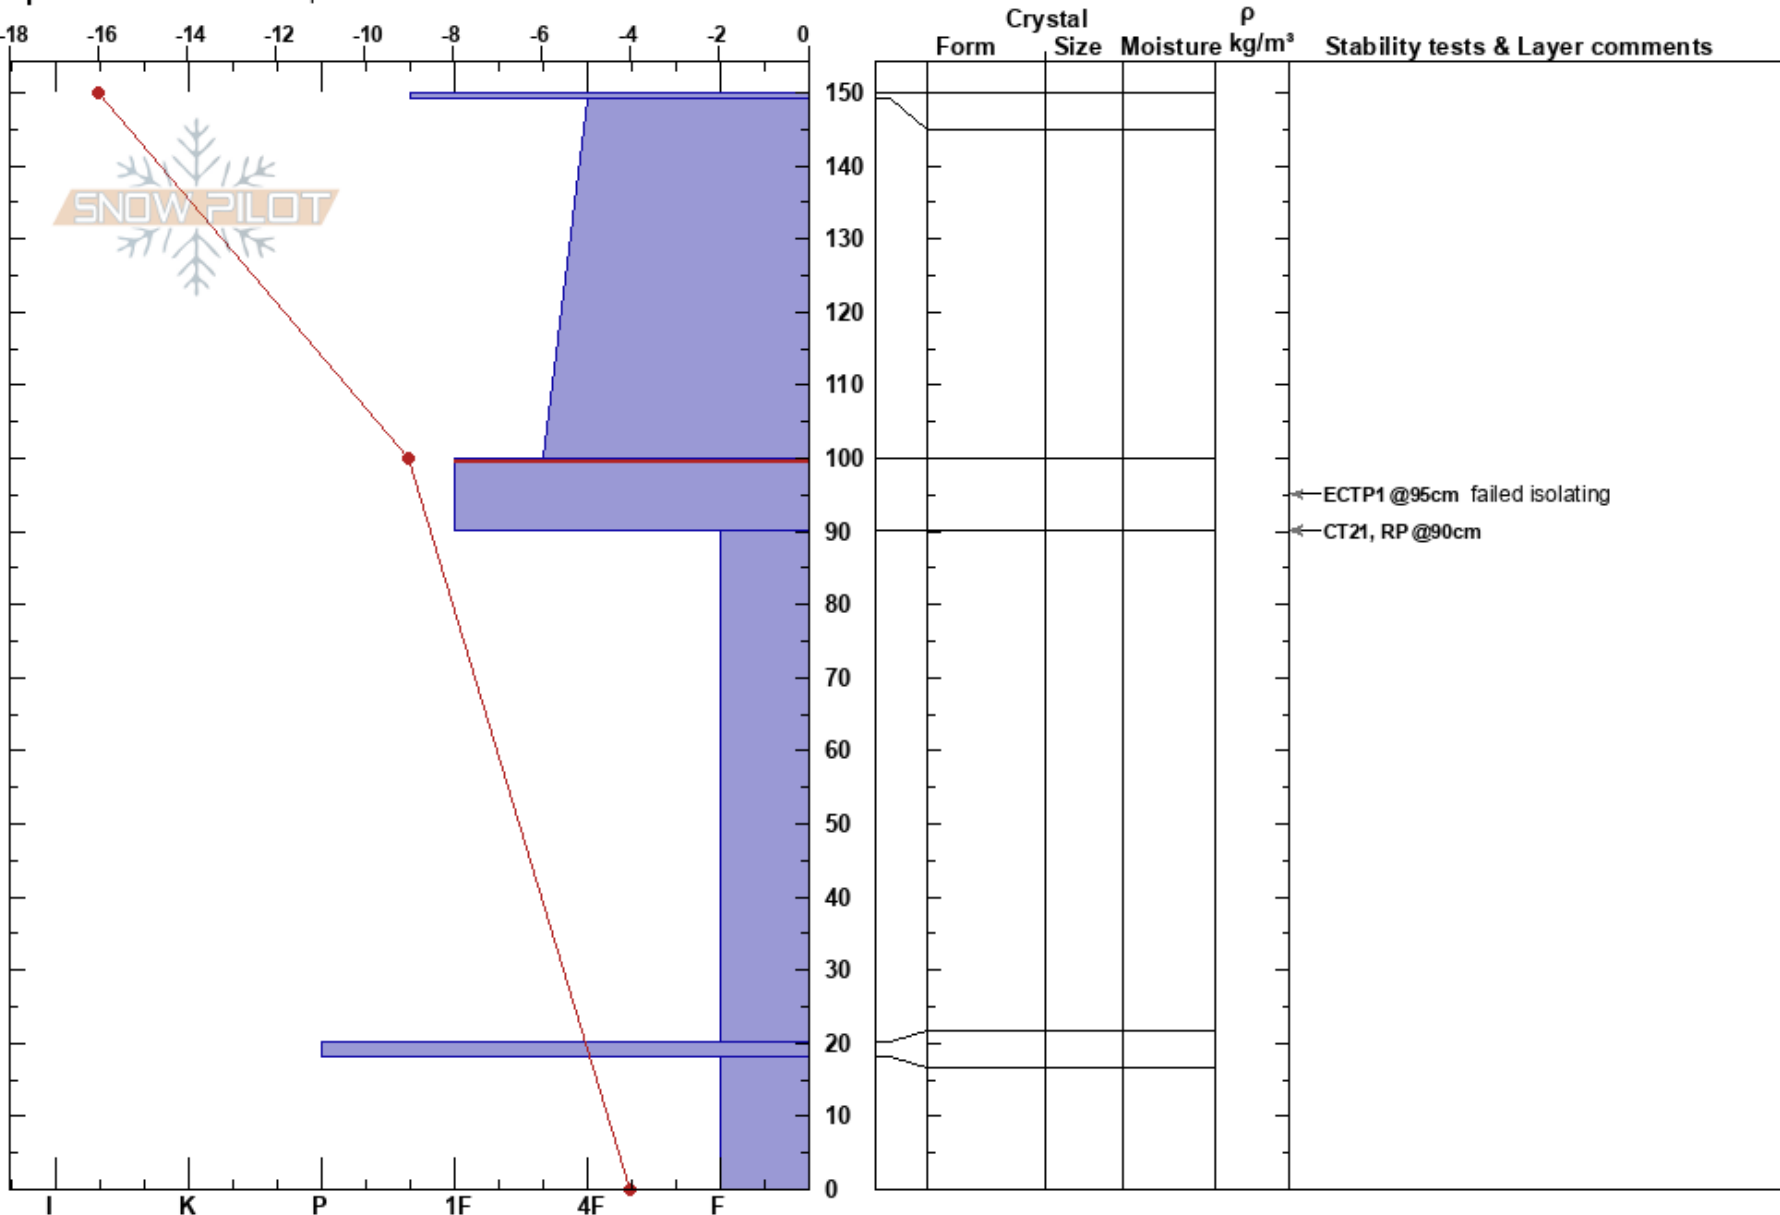 -18 -16 -14 -12 -10 -8 -6 -4 -2 0
Crystal ρ
Form Size Moisture kg/m³ Stability tests & Layer comments
150
SNOW PILOT
140
130
120
110
100
ECTP1 @95cm failed isolating
90
CT21, RP @90cm
80
70
60
50
40
30
20
10
0
I K P 1F 4F F